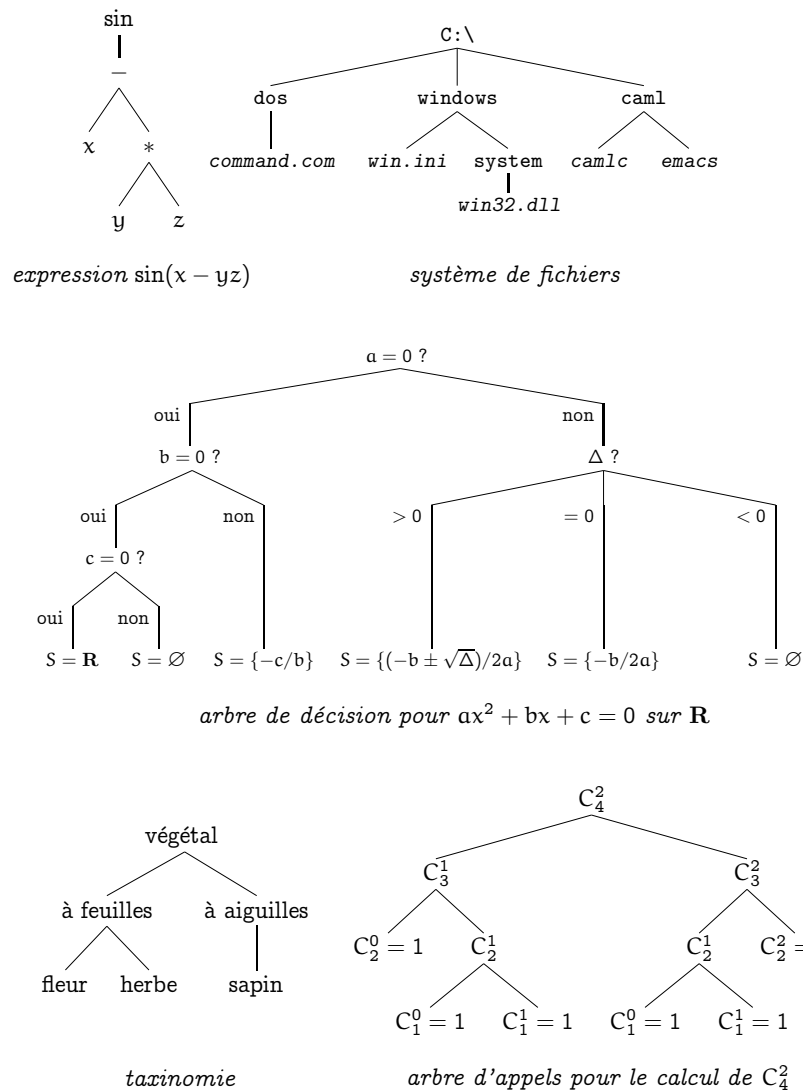 sin
−
x *
y z
expression sin(x − yz)
C:\
dos windows caml
command.com win.ini system camlc emacs
win32.dll
système de fichiers
a = 0 ?
oui non
b = 0 ? Δ ?
oui non > 0 = 0 < 0
c = 0 ?
oui non
S = R S = ∅ S = {−c/b} S = {(−b ± √Δ)/2a} S = {−b/2a} S = ∅
arbre de décision pour ax² + bx + c = 0 sur R
végétal
à feuilles à aiguilles
fleur herbe sapin
taxinomie
C₄²
C₃¹ C₃²
C₂⁰ = 1 C₂¹ C₂¹ C₂² =
C₁⁰ = 1 C₁¹ = 1 C₁⁰ = 1 C₁¹ = 1
arbre d'appels pour le calcul de C₄²